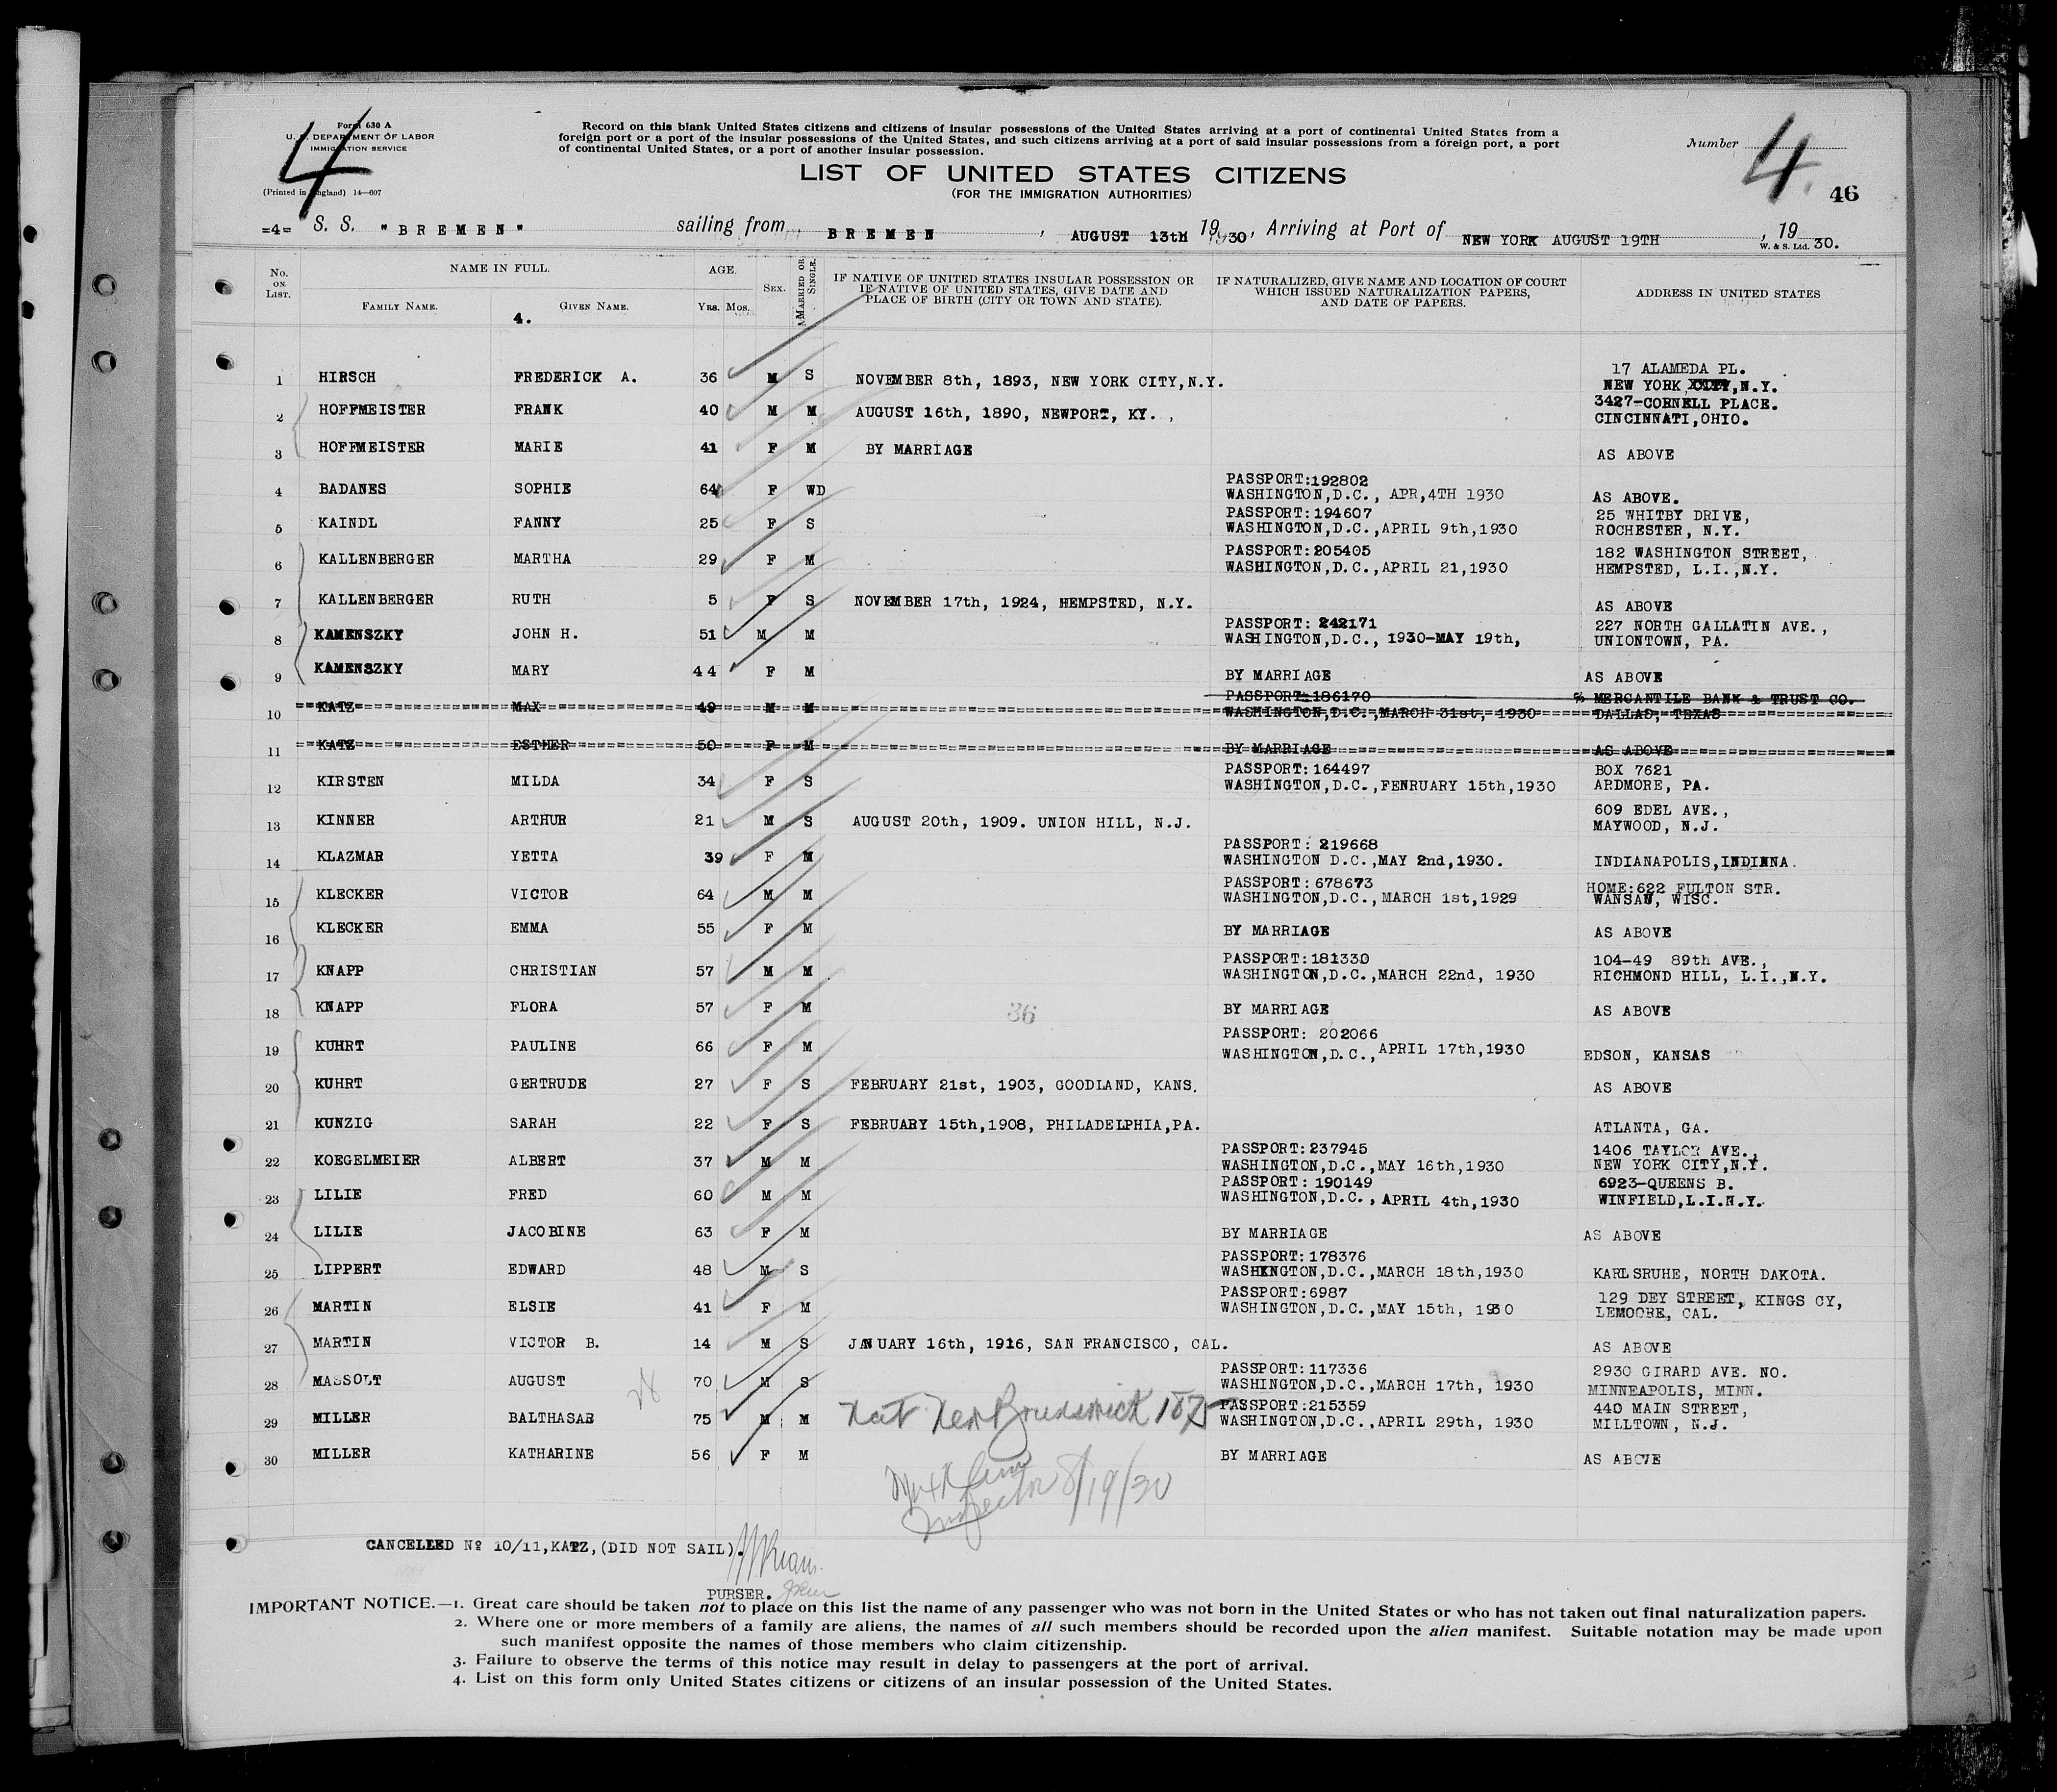 4
Form 630 A
U. S. DEPARTMENT OF LABOR
IMMIGRATION SERVICE
(Printed in England) 14—607
Record on this blank United States citizens and citizens of insular possessions of the United States arriving at a port of continental United States from a
foreign port or a port of the insular possessions of the United States, and such citizens arriving at a port of said insular possessions from a foreign port, a port
of continental United States, or a port of another insular possession.
Number 4.
46
LIST OF UNITED STATES CITIZENS
(FOR THE IMMIGRATION AUTHORITIES)
=4= S. S. "BREMEN" sailing from BREMEN, AUGUST 13th 1930, Arriving at Port of NEW YORK AUGUST 19TH, 1930.
W. & S. Ltd.
No. ON LIST. NAME IN FULL. FAMILY NAME. 4. GIVEN NAME. AGE. YRS. MOS. SEX. MARRIED OR SINGLE. IF NATIVE OF UNITED STATES INSULAR POSSESSION OR IF NATIVE OF UNITED STATES, GIVE DATE AND PLACE OF BIRTH (CITY OR TOWN AND STATE). IF NATURALIZED, GIVE NAME AND LOCATION OF COURT WHICH ISSUED NATURALIZATION PAPERS, AND DATE OF PAPERS. ADDRESS IN UNITED STATES
1 HIRSCH FREDERICK A. 36 M S NOVEMBER 8th, 1893, NEW YORK CITY,N.Y. 17 ALAMEDA PL. NEW YORK CITY,N.Y.
2 HOFFMEISTER FRANK 40 M M AUGUST 16th, 1890, NEWPORT, KY. , 3427-CORNELL PLACE. CINCINNATI,OHIO.
3 HOFFMEISTER MARIE 41 F M BY MARRIAGE AS ABOVE
4 BADANES SOPHIE 64 F WD PASSPORT:192802 WASHINGTON,D.C., APR,4TH 1930 AS ABOVE.
5 KAINDL FANNY 25 F S PASSPORT:194607 WASHINGTON,D.C.,APRIL 9th,1930 25 WHITBY DRIVE, ROCHESTER, N.Y.
6 KALLENBERGER MARTHA 29 F M PASSPORT:205405 WASHINGTON,D.C.,APRIL 21,1930 182 WASHINGTON STREET, HEMPSTED, L.I.,N.Y.
7 KALLENBERGER RUTH 5 F S NOVEMBER 17th, 1924, HEMPSTED, N.Y. AS ABOVE
8 KAMENSZKY JOHN H. 51 M M PASSPORT: 242171 WASHINGTON,D.C., 1930-MAY 19th, 227 NORTH GALLATIN AVE., UNIONTOWN, PA.
9 KAMENSZKY MARY 44 F M BY MARRIAGE AS ABOVE
10 KATZ MAX 49 M M PASSPORT:186170 WASHINGTON,D.C.,MARCH 31st, 1930 % MERCANTILE BANK & TRUST CO. DALLAS, TEXAS
11 KATZ ESTHER 50 F M BY MARRIAGE AS ABOVE
12 KIRSTEN MILDA 34 F S PASSPORT:164497 WASHINGTON,D.C.,FENRUARY 15th,1930 BOX 7621 ARDMORE, PA.
13 KINNER ARTHUR 21 M S AUGUST 20th, 1909. UNION HILL, N.J. 609 EDEL AVE., MAYWOOD, N.J.
14 KLAZMAR YETTA 39 F M PASSPORT: 219668 WASHINGTON D.C.,MAY 2nd,1930. INDIANAPOLIS,INDIANA.
15 KLECKER VICTOR 64 M M PASSPORT:678673 WASHINGTON,D.C.,MARCH 1st,1929 HOME:622 FULTON STR. WANSAN, WISC.
16 KLECKER EMMA 55 F M BY MARRIAGE AS ABOVE
17 KNAPP CHRISTIAN 57 M M PASSPORT:181330 WASHINGTON,D.C.,MARCH 22nd, 1930 104-49 89th AVE., RICHMOND HILL, L.I.,N.Y.
18 KNAPP FLORA 57 F M 36 BY MARRIAGE AS ABOVE
19 KUHRT PAULINE 66 F M PASSPORT: 202066 WASHINGTON,D.C.,APRIL 17th,1930 EDSON, KANSAS
20 KUHRT GERTRUDE 27 F S FEBRUARY 21st, 1903, GOODLAND, KANS. AS ABOVE
21 KUNZIG SARAH 22 F S FEBRUARY 15th,1908, PHILADELPHIA,PA. ATLANTA, GA.
22 KOEGELMEIER ALBERT 37 M M PASSPORT:237945 WASHINGTON,D.C.,MAY 16th,1930 1406 TAYLOR AVE., NEW YORK CITY,N.Y.
23 LILIE FRED 60 M M PASSPORT: 190149 WASHINGTON,D.C., APRIL 4th,1930 6923-QUEENS B. WINFIELD,L.I.N.Y.
24 LILIE JACOBINE 63 F M BY MARRIAGE AS ABOVE
25 LIPPERT EDWARD 48 M S PASSPORT:178376 WASHINGTON,D.C.,MARCH 18th,1930 KARLSRUHE, NORTH DAKOTA.
26 MARTIN ELSIE 41 F M PASSPORT:6987 WASHINGTON,D.C.,MAY 15th, 1930 129 DEY STREET, KINGS CY, LEMOORE, CAL.
27 MARTIN VICTOR B. 14 M S JANUARY 16th, 1916, SAN FRANCISCO, CAL. AS ABOVE
28 MASSOLT AUGUST 70 M S PASSPORT:117336 WASHINGTON,D.C.,MARCH 17th, 1930 2930 GIRARD AVE. NO. MINNEAPOLIS, MINN.
28
29 MILLER BALTHASAR 75 M M Nat New Brunswick 1875 PASSPORT:215359 WASHINGTON,D.C.,APRIL 29th, 1930 440 MAIN STREET, MILLTOWN, N.J.
30 MILLER KATHARINE 56 F M BY MARRIAGE AS ABOVE
Inspector 8/19/30
CANCELLED No 10/11,KATZ,(DID NOT SAIL).
PURSER.
IMPORTANT NOTICE.—1. Great care should be taken not to place on this list the name of any passenger who was not born in the United States or who has not taken out final naturalization papers.
2. Where one or more members of a family are aliens, the names of all such members should be recorded upon the alien manifest. Suitable notation may be made upon
such manifest opposite the names of those members who claim citizenship.
3. Failure to observe the terms of this notice may result in delay to passengers at the port of arrival.
4. List on this form only United States citizens or citizens of an insular possession of the United States.